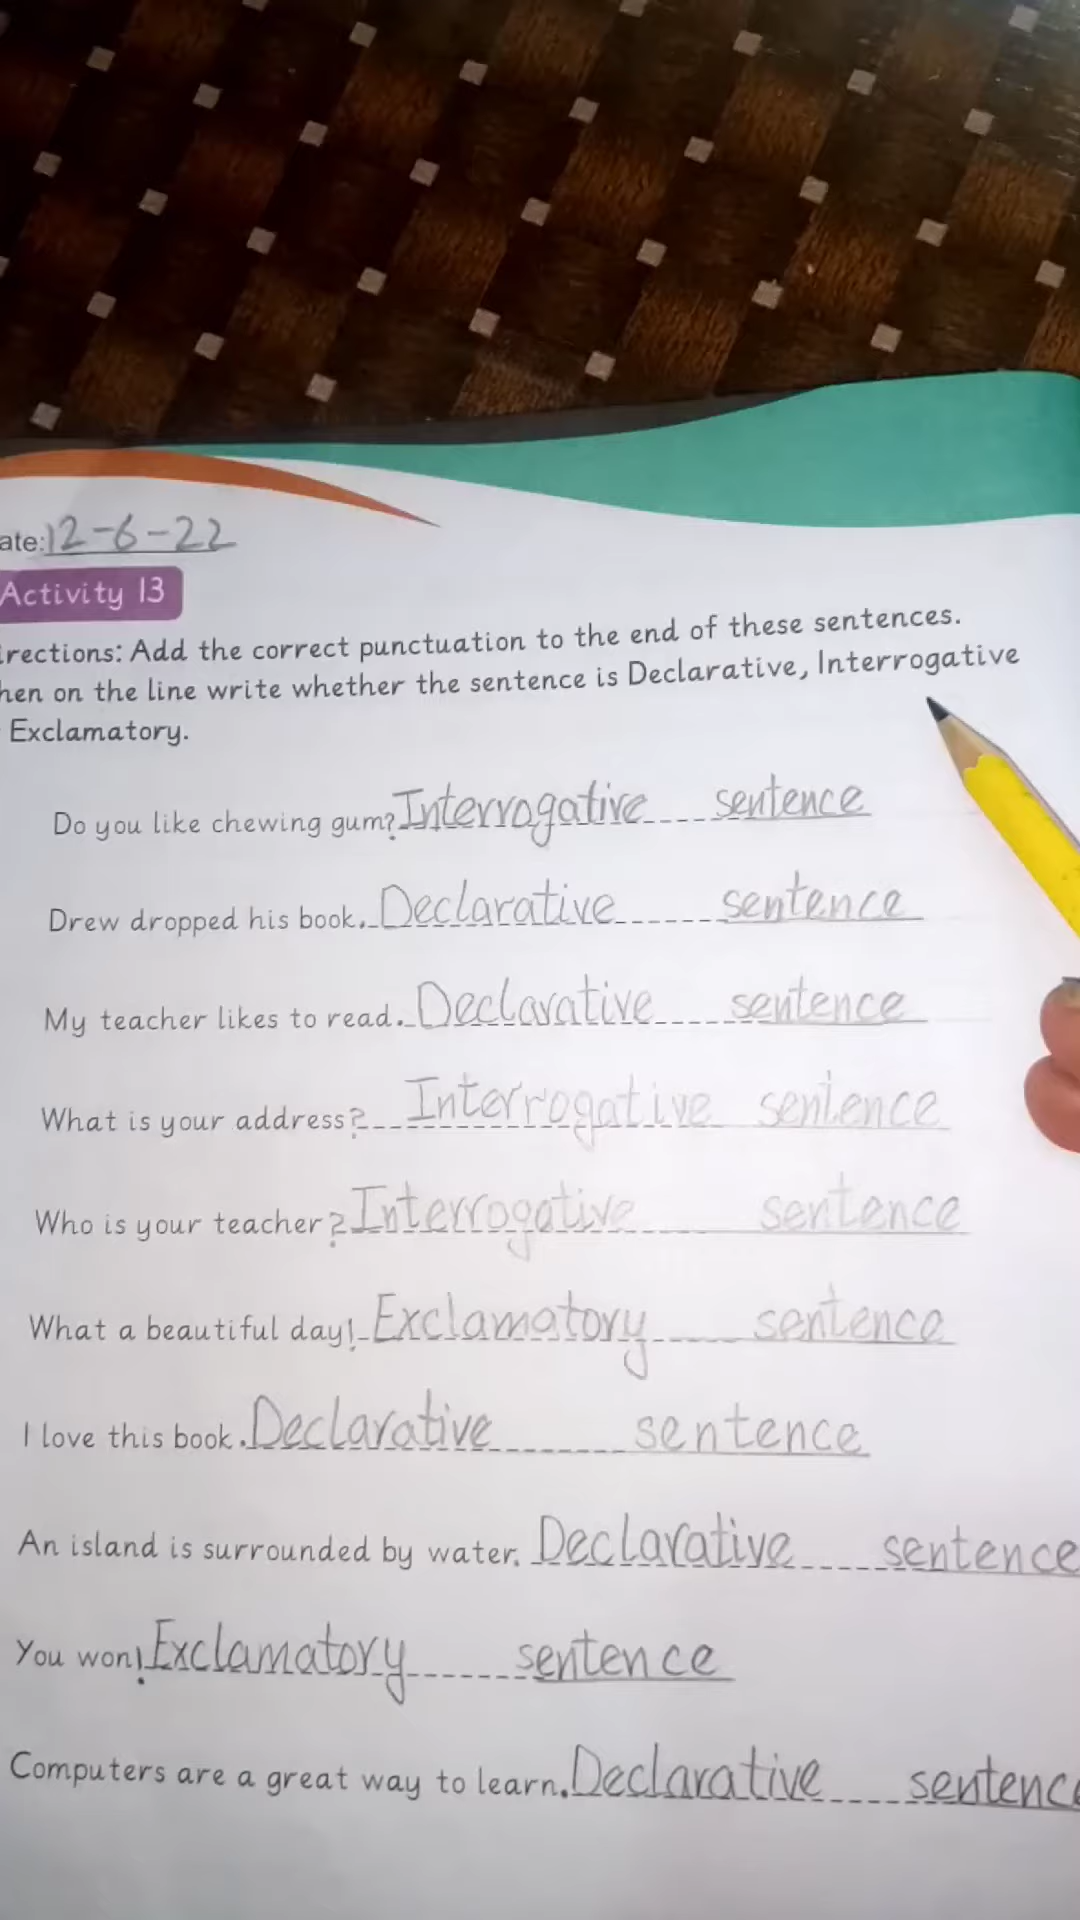 ate: 12-6-22
Activity 13
irections: Add the correct punctuation to the end of these sentences.
hen on the line write whether the sentence is Declarative, Interrogative
Exclamatory.
Do you like chewing gum? Interrogative sentence
Drew dropped his book. Declarative sentence
My teacher likes to read. Declarative sentence
What is your address? Interrogative sentence
Who is your teacher? Interrogative sentence
What a beautiful day! Exclamatory sentence
I love this book. Declarative sentence
An island is surrounded by water. Declarative sentence
You won! Exclamatory sentence
Computers are a great way to learn. Declarative sentenc